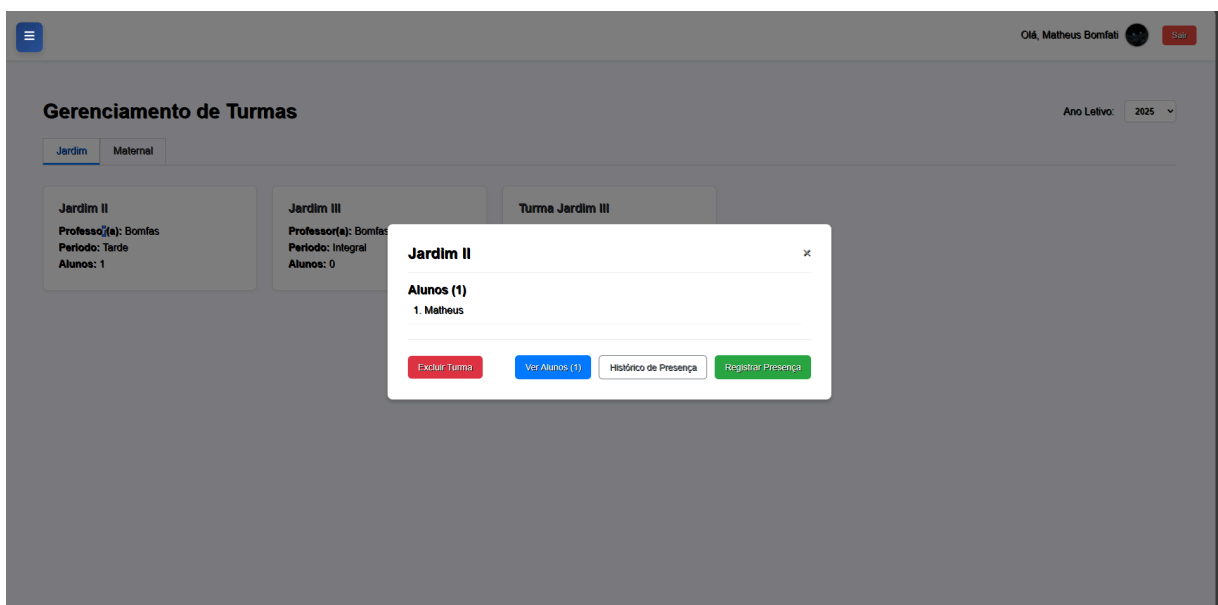 Olá, Matheus Bomfati
Sair
Gerenciamento de Turmas
Ano Letivo: 2025
Jardim Maternal
Jardim II
Professor(a): Bomfas
Período: Tarde
Alunos: 1
Jardim III
Professor(a): Bomfas
Período: Integral
Alunos: 0
Turma Jardim III
Jardim II
×
Alunos (1)
1. Matheus
Excluir Turma
Ver Alunos (1)
Histórico de Presença
Registrar Presença